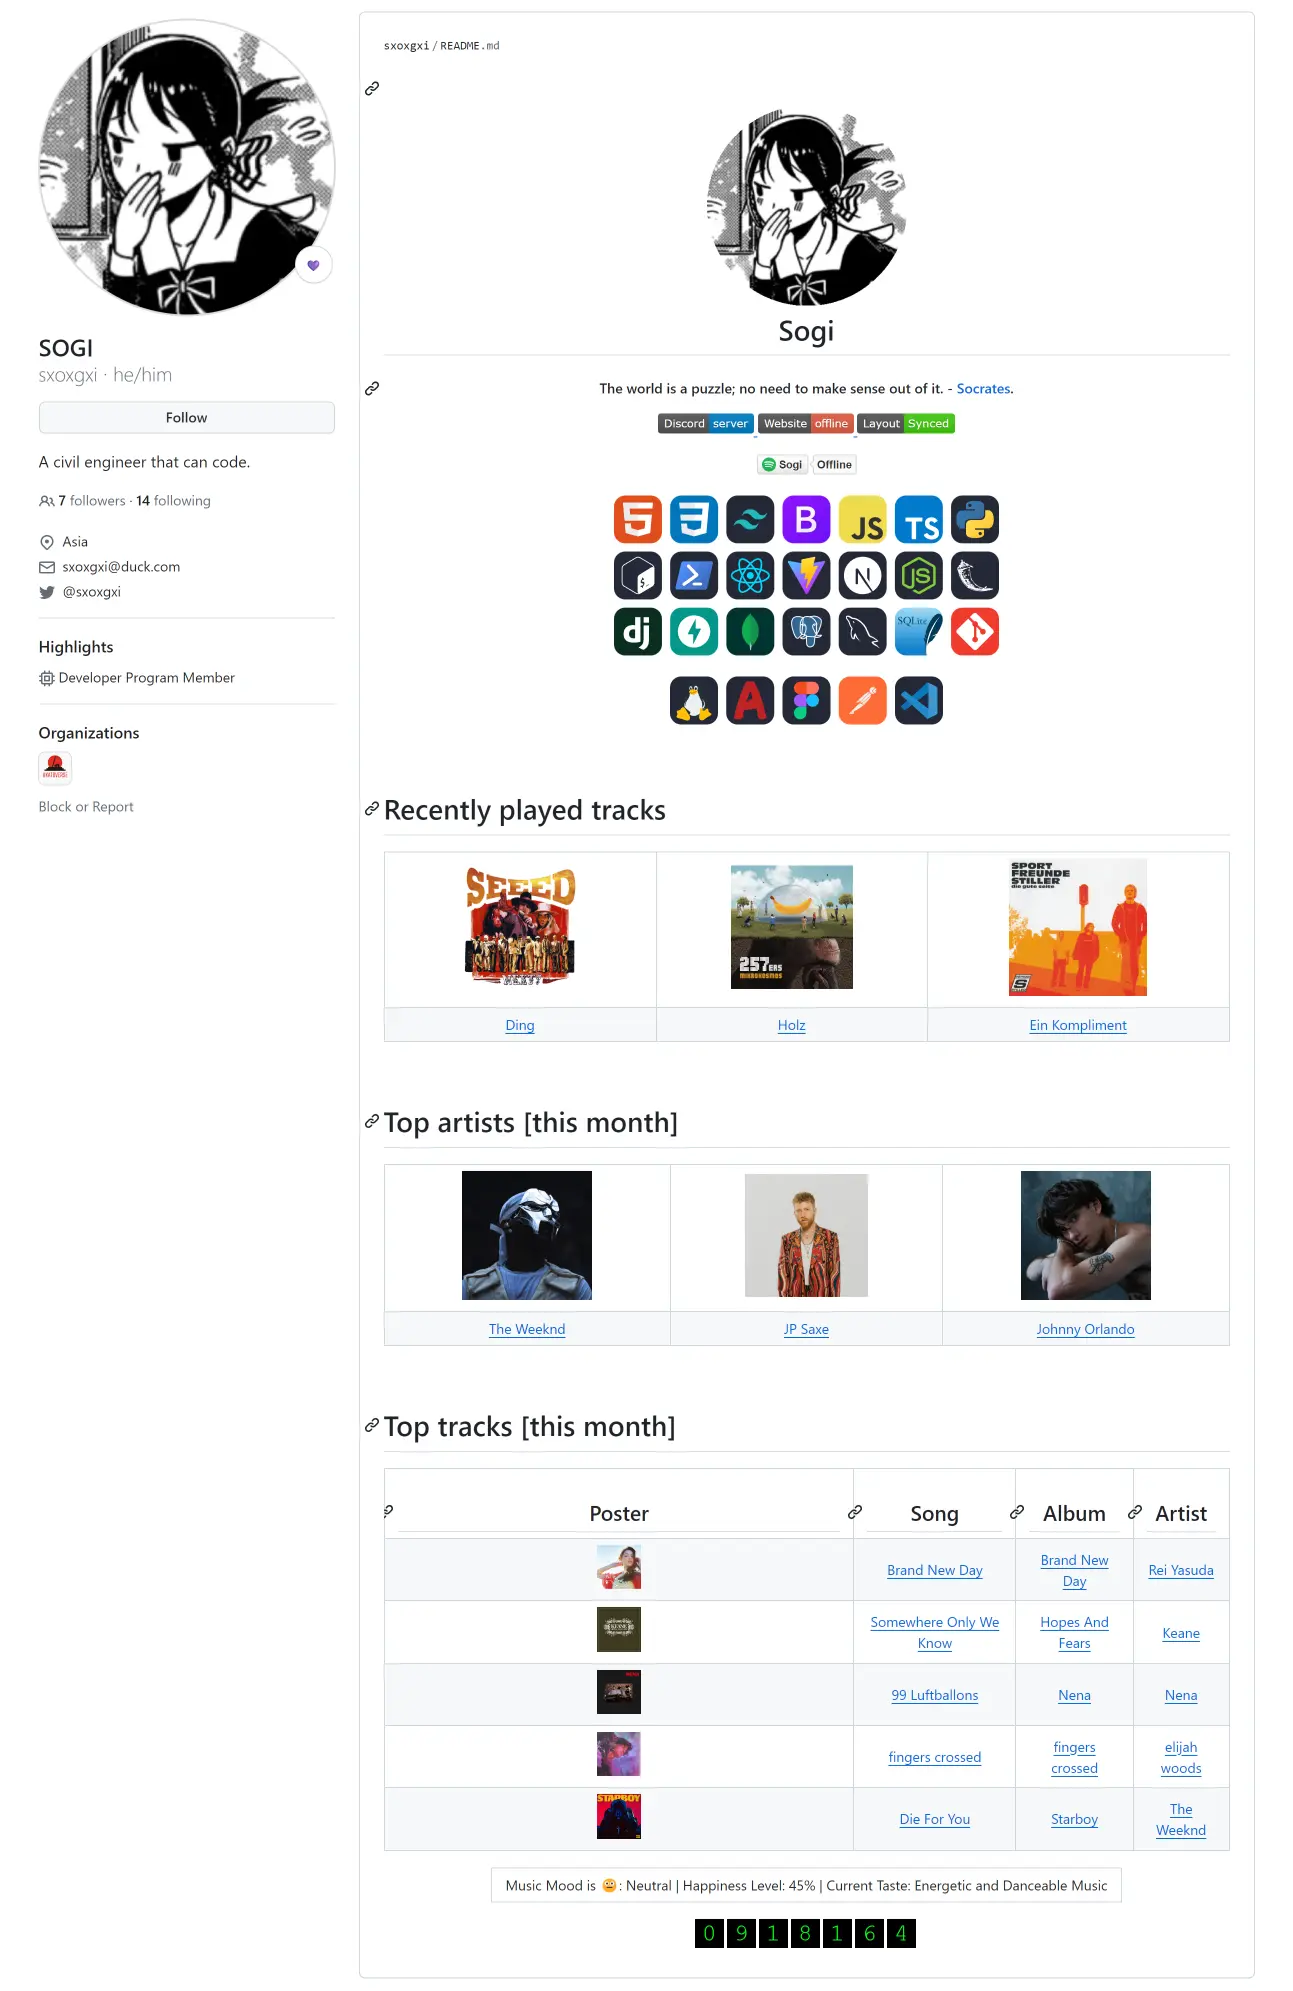 SOGI
sxoxgxi · he/him
Follow
A civil engineer that can code.
7 followers · 14 following
Asia
sxoxgxi@duck.com
@sxoxgxi
Highlights
Developer Program Member
Organizations
Block or Report
sxoxgxi/README.md
Sogi
The world is a puzzle; no need to make sense out of it. - Socrates.
Discord server Website offline Layout Synced
Sogi Offline
B JS TS
$_ N JS
dj SQLite
A
Recently played tracks
SEEED
257ERS
MIKROKOSMOS
SPORT
FREUNDE
STILLER
die gute seite
Ding Holz Ein Kompliment
Top artists [this month]
The Weeknd JP Saxe Johnny Orlando
Top tracks [this month]
Poster Song Album Artist
Brand New Day Brand New Day Rei Yasuda
KEANE
Somewhere Only We Know Hopes And Fears Keane
99 Luftballons Nena Nena
fingers crossed fingers crossed elijah woods
STARBOY
Die For You Starboy The Weeknd
Music Mood is 😐: Neutral | Happiness Level: 45% | Current Taste: Energetic and Danceable Music
0 9 1 8 1 6 4